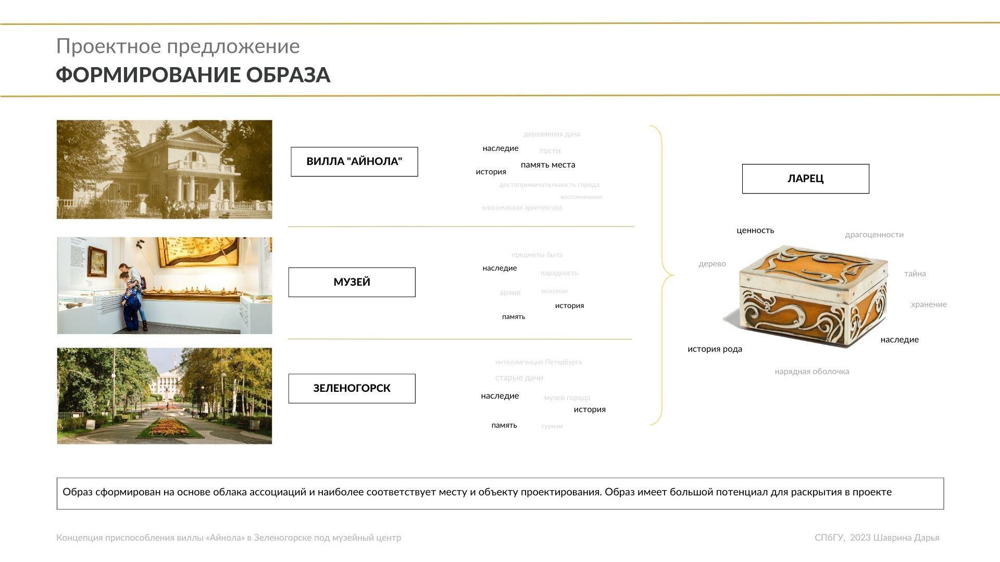 Проектное предложение
ФОРМИРОВАНИЕ ОБРАЗА
ВИЛЛА "АЙНОЛА"
деревянная дача
наследие
гости
память места
история
достопримечательность города
воспоминания
классическая архитектура
МУЗЕЙ
предметы быта
наследие
парадность
архив
экскурсия
история
память
ЗЕЛЕНОГОРСК
интеллигенция Петербурга
старые дачи
наследие
музей города
история
память
туризм
ЛАРЕЦ
ценность
драгоценности
дерево
тайна
хранение
наследие
история рода
нарядная оболочка
Образ сформирован на основе облака ассоциаций и наиболее соответствует месту и объекту проектирования. Образ имеет большой потенциал для раскрытия в проекте
Концепция приспособления виллы «Айнола» в Зеленогорске под музейный центр
СПбГУ, 2023 Шаврина Дарья